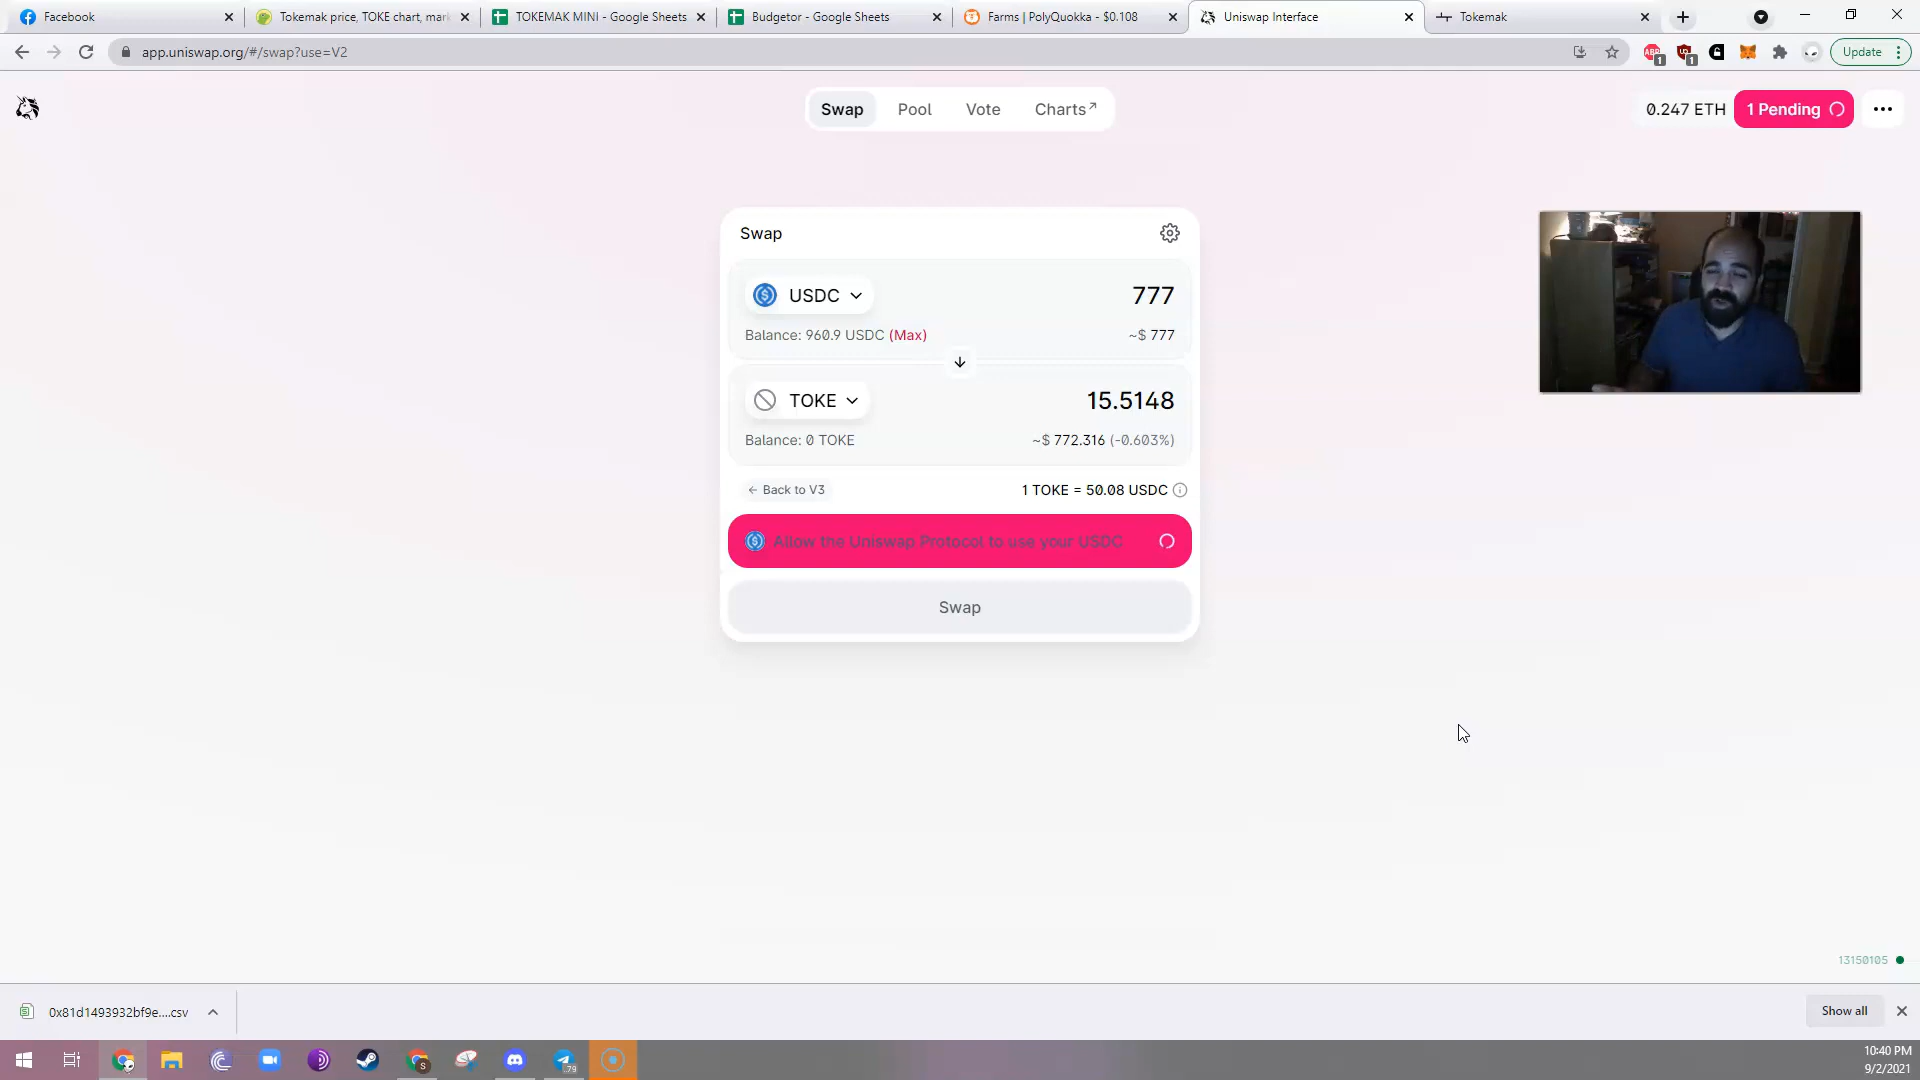 Facebook
Tokemak price, TOKE chart, mar
TOKEMAK MINI - Google Sheets
Budgetor - Google Sheets
Farms | PolyQuokka - $0.108
Uniswap Interface
Tokemak
app.uniswap.org/#/swap?use=V2
ABP
1
1
Update
Swap
Pool
Vote
Charts↗
0.247 ETH
1 Pending
Swap
USDC
777
Balance: 960.9 USDC (Max)
~$ 777
TOKE
15.5148
Balance: 0 TOKE
~$ 772.316 (-0.603%)
← Back to V3
1 TOKE = 50.08 USDC
Allow the Uniswap Protocol to use your USDC
Swap
13150105
0x81d1493932bf9e....csv
Show all
S
79
10:40 PM
9/2/2021